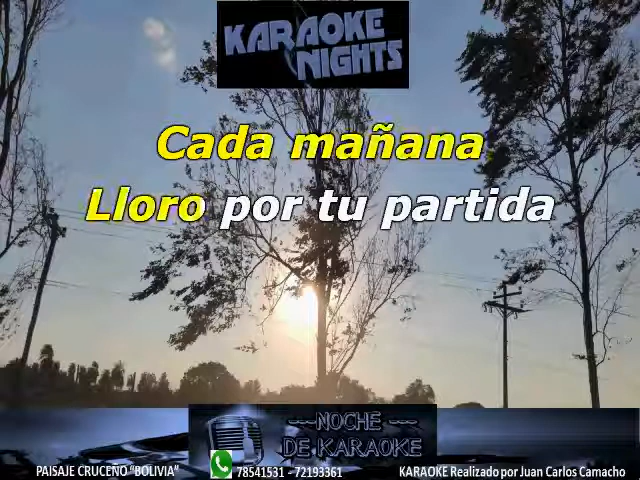 KARAOKE
NIGHTS
Cada mañana
Lloro por tu partida
---NOCHE---
DE KARAOKE
PAISAJE CRUCEÑO "BOLIVIA"
78541531 - 72193361
KARAOKE Realizado por Juan Carlos Camacho